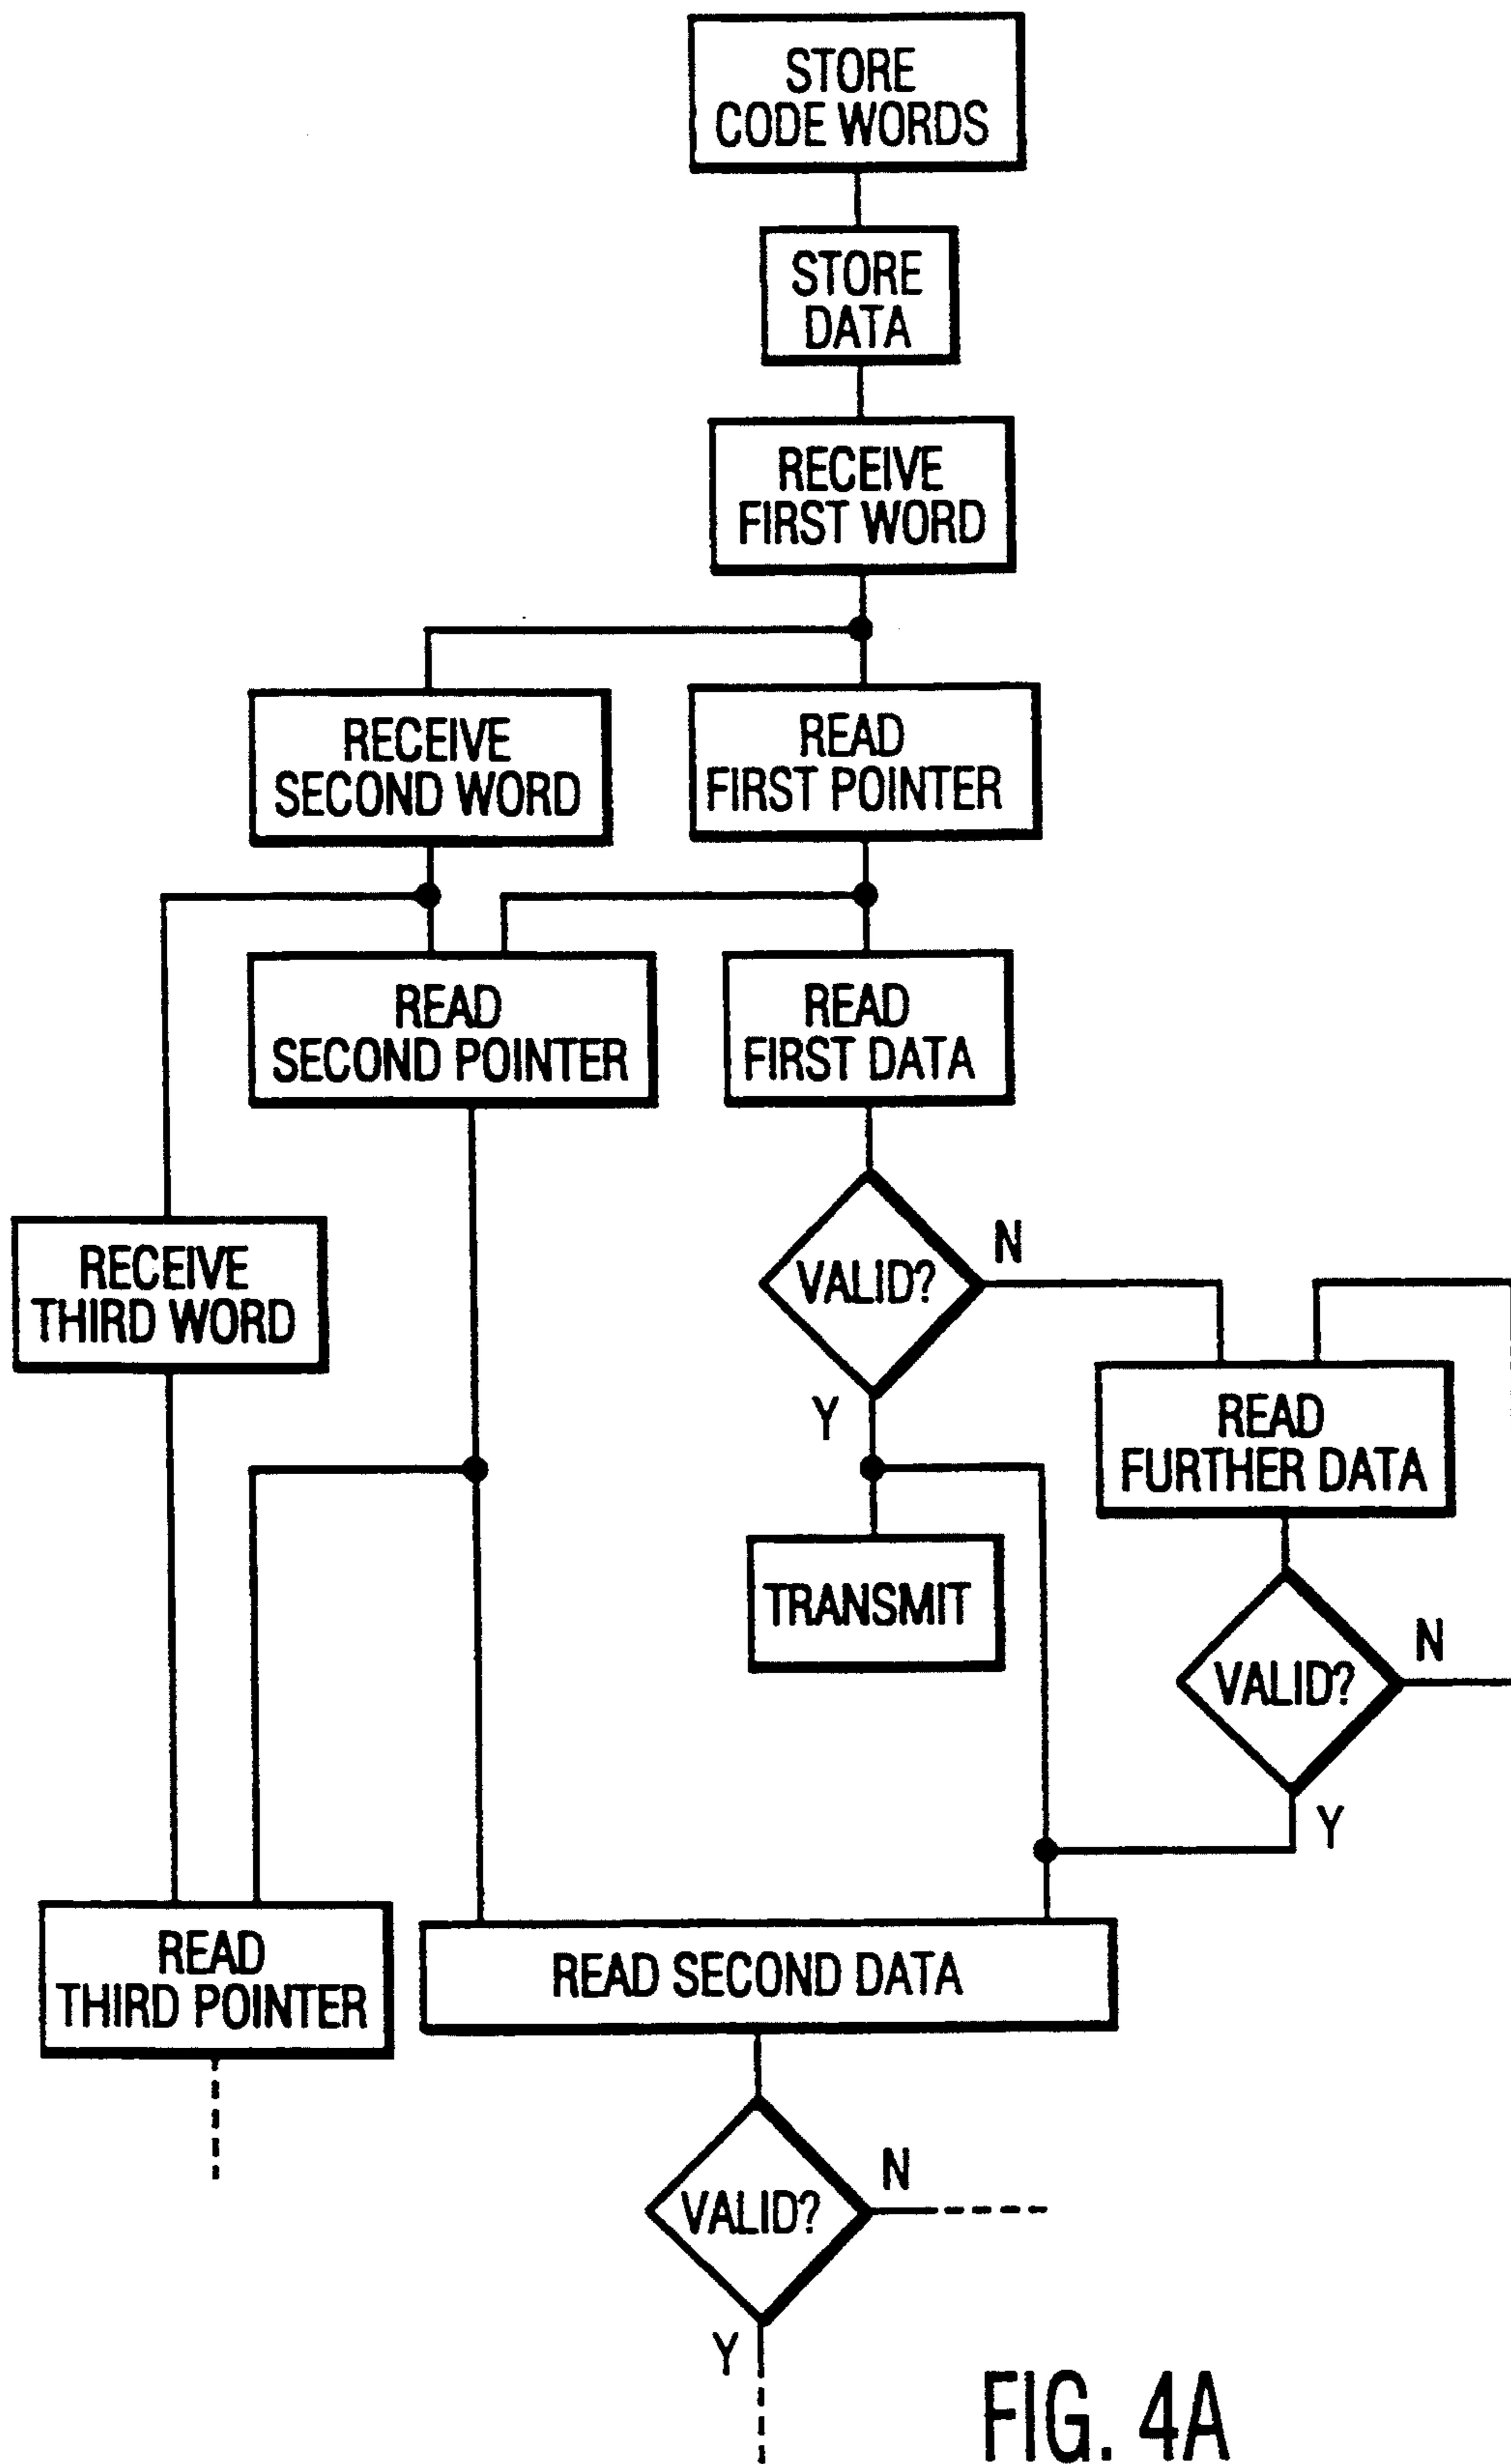 STORE
CODE WORDS
STORE
DATA
RECEIVE
FIRST WORD
RECEIVE
SECOND WORD
READ
FIRST POINTER
READ
SECOND POINTER
READ
FIRST DATA
RECEIVE
THIRD WORD
VALID?
N
Y
READ
FURTHER DATA
TRANSMIT
VALID?
N
Y
READ
THIRD POINTER
READ SECOND DATA
VALID?
N
Y
FIG. 4A